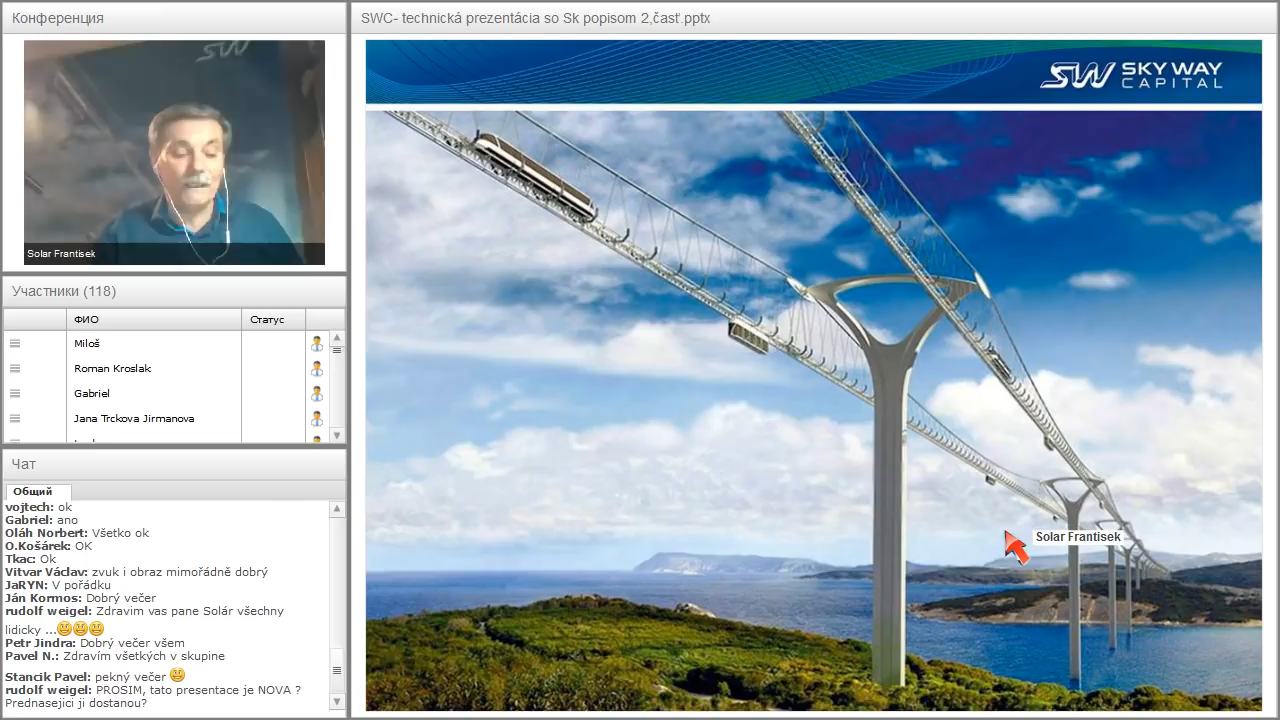 Конференция
SW
Solar Frantisek
Участники (118)
ФИО Статус
Miloš
Roman Kroslak
Gabriel
Jana Trckova Jirmanova
Чат
Общий
vojtech: ok
Gabriel: ano
Oláh Norbert: Všetko ok
O.Košárek: OK
Tkac: Ok
Vitvar Václav: zvuk i obraz mimořádně dobrý
JaRYN: V pořádku
Ján Kormos: Dobrý večer
rudolf weigel: Zdravim vas pane Solár všechny
lidicky ...
Petr Jindra: Dobrý večer všem
Pavel N.: Zdravím všetkých v skupine
Stancik Pavel: pekný večer
rudolf weigel: PROSIM, tato presentace je NOVA ?
dostanou?
SWC- technická prezentácia so Sk popisom 2,časť.pptx
SW SKY WAY
CAPITAL
Solar Frantisek